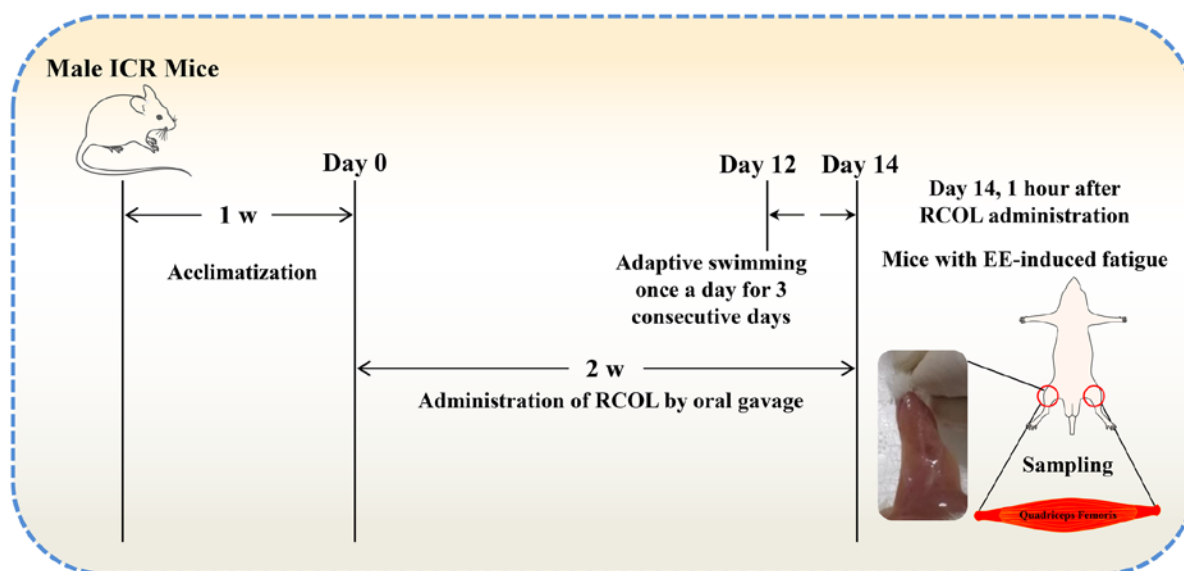 Male ICR Mice
Day 0
Day 12
Day 14
1 w
Acclimatization
Adaptive swimming
once a day for 3
consecutive days
2 w
Administration of RCOL by oral gavage
Day 14, 1 hour after
RCOL administration
Mice with EE-induced fatigue
Sampling
Quadriceps Femoris